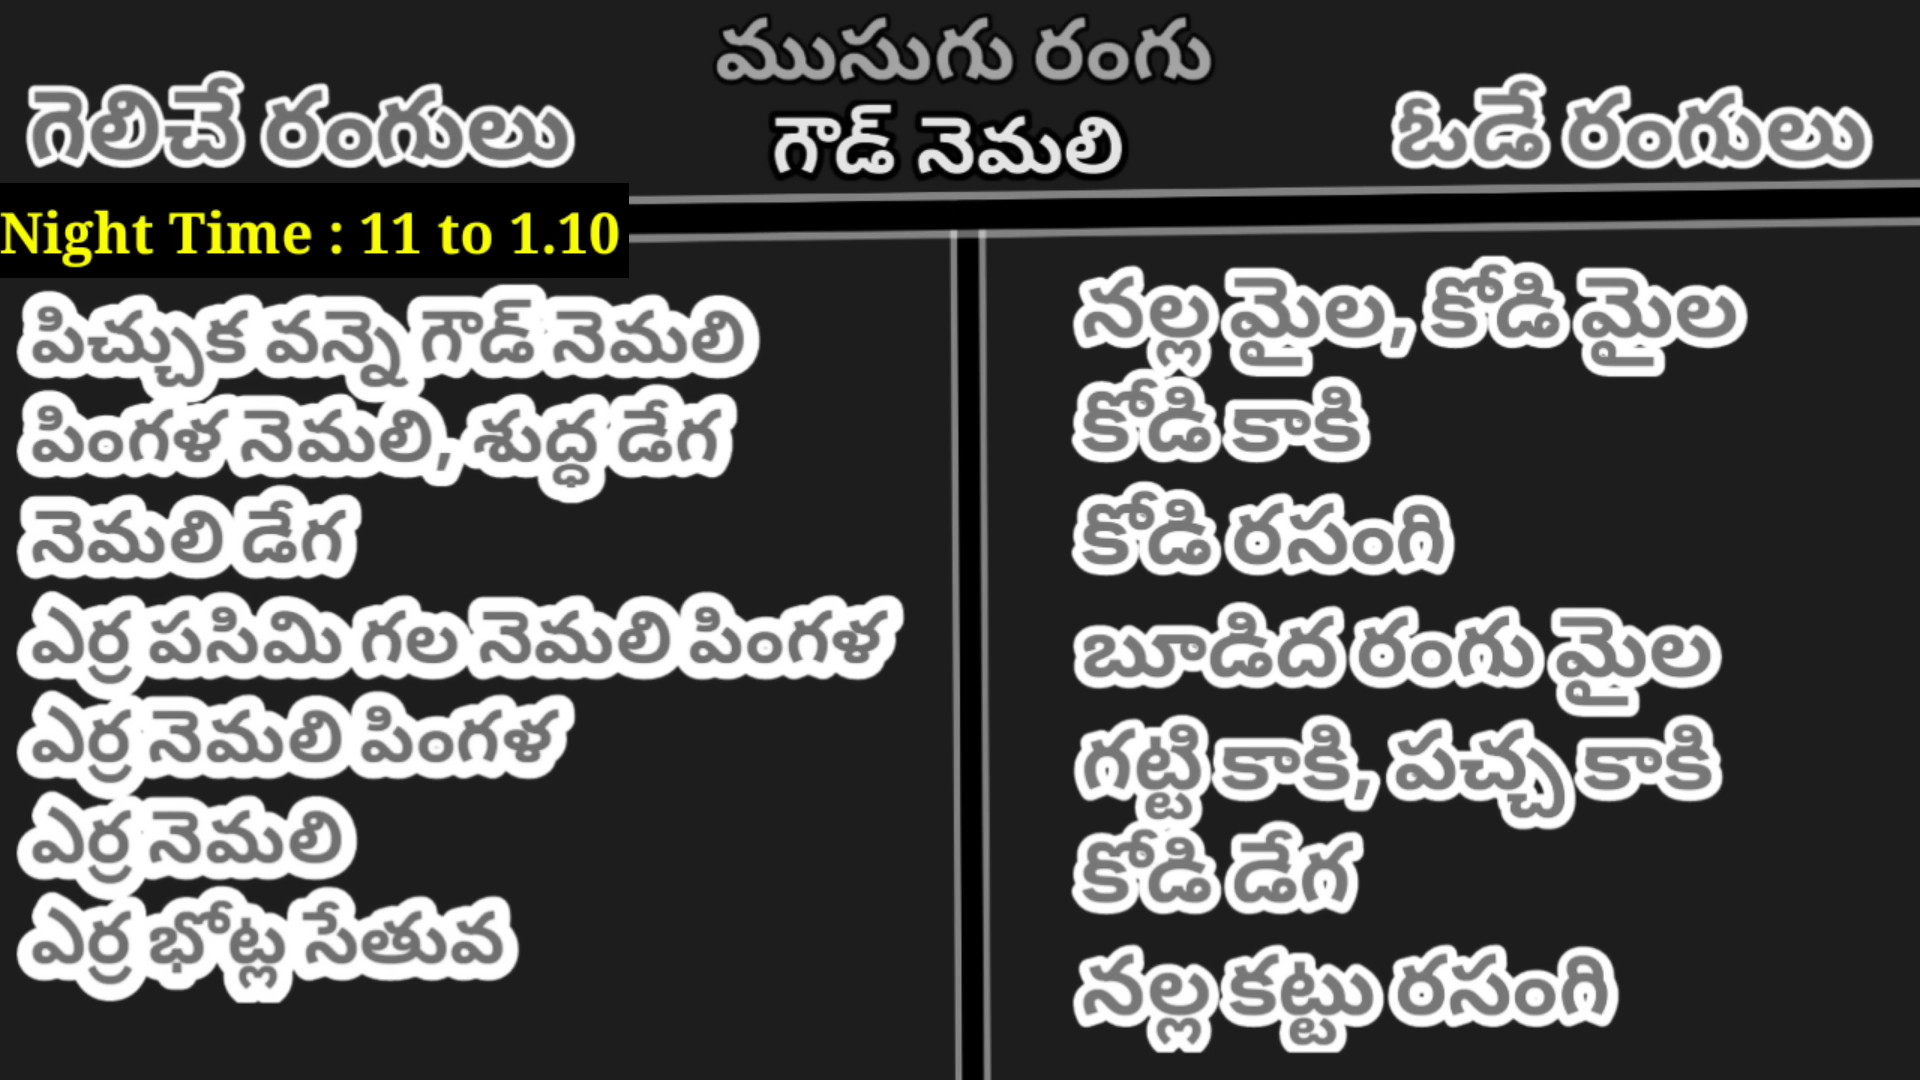 ముసుగు రంగు
గౌడ్ నెమలి
గెలిచే రంగులు
ఓడే రంగులు
Night Time : 11 to 1.10
పిచ్చుక వన్నె గౌడ్ నెమలి
పింగళ నెమలి, శుద్ధ డేగ
నెమలి డేగ
ఎర్ర పసిమి గల నెమలి పింగళ
ఎర్ర నెమలి పింగళ
ఎర్ర నెమలి
ఎర్ర భోట్ల సేతువ
నల్ల మైల, కోడి మైల
కోడి కాకి
కోడి రసంగి
బూడిద రంగు మైల
గట్టి కాకి, పచ్చ కాకి
కోడి డేగ
నల్ల కట్టు రసంగి